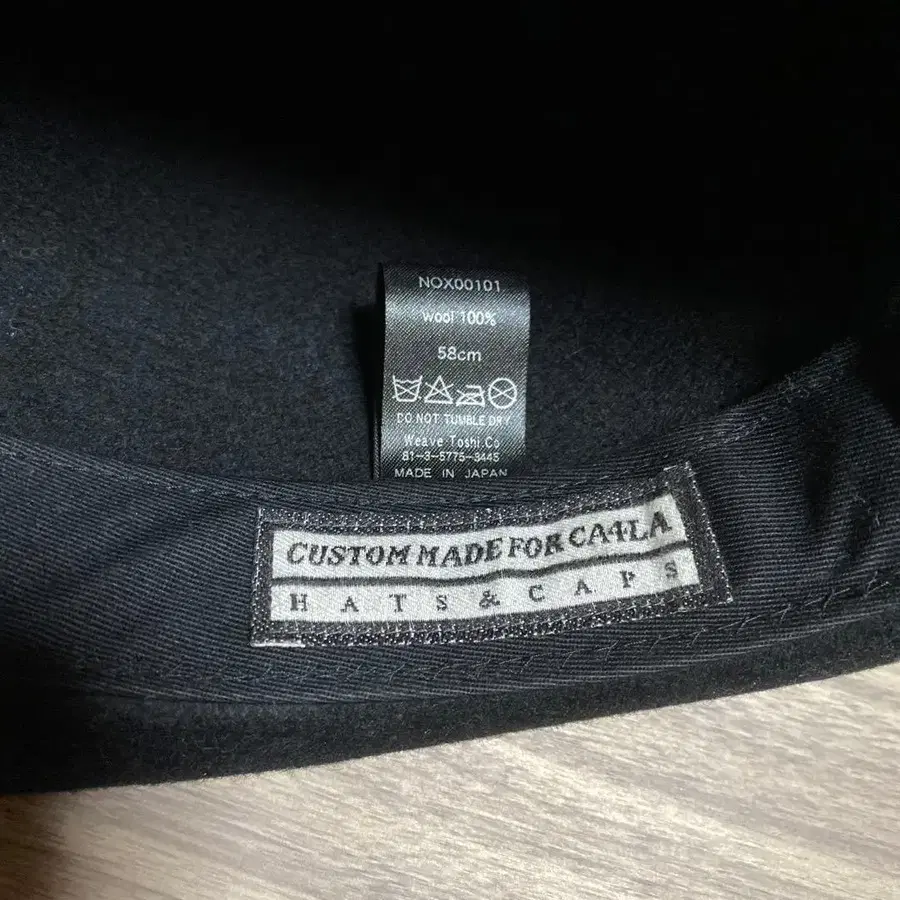 NOX00101
wool 100%
58cm
DO NOT TUMBLE DRY
Weave Toshi.Co
81-3-5775-3445
MADE IN JAPAN
CUSTOM MADE FOR CA4LA
HATS & CAPS